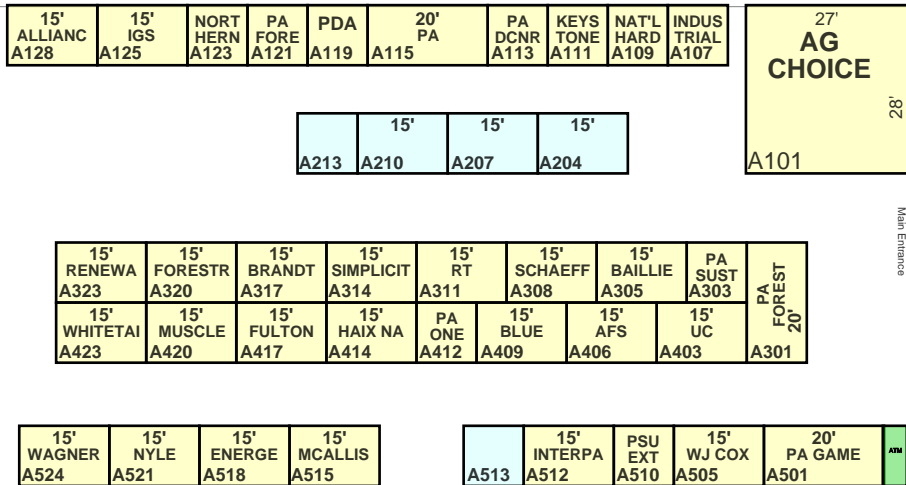 15'
ALLIANC
A128
15'
IGS
A125
NORT
HERN
A123
PA
FORE
A121
PDA
A119
20'
PA
A115
PA
DCNR
A113
KEYS
TONE
A111
NAT'L
HARD
A109
INDUS
TRIAL
A107
27'
AG
CHOICE
28'
A101
A213
15'
A210
15'
A207
15'
A204
Main Entrance
15'
RENEWA
A323
15'
FORESTR
A320
15'
BRANDT
A317
15'
SIMPLICIT
A314
15'
RT
A311
15'
SCHAEFF
A308
15'
BAILLIE
A305
PA
SUST
A303
PA
FOREST
20'
A301
15'
WHITETAI
A423
15'
MUSCLE
A420
15'
FULTON
A417
15'
HAIX NA
A414
PA
ONE
A412
15'
BLUE
A409
15'
AFS
A406
15'
UC
A403
15'
WAGNER
A524
15'
NYLE
A521
15'
ENERGE
A518
15'
MCALLIS
A515
A513
15'
INTERPA
A512
PSU
EXT
A510
15'
WJ COX
A505
20'
PA GAME
A501
ATM